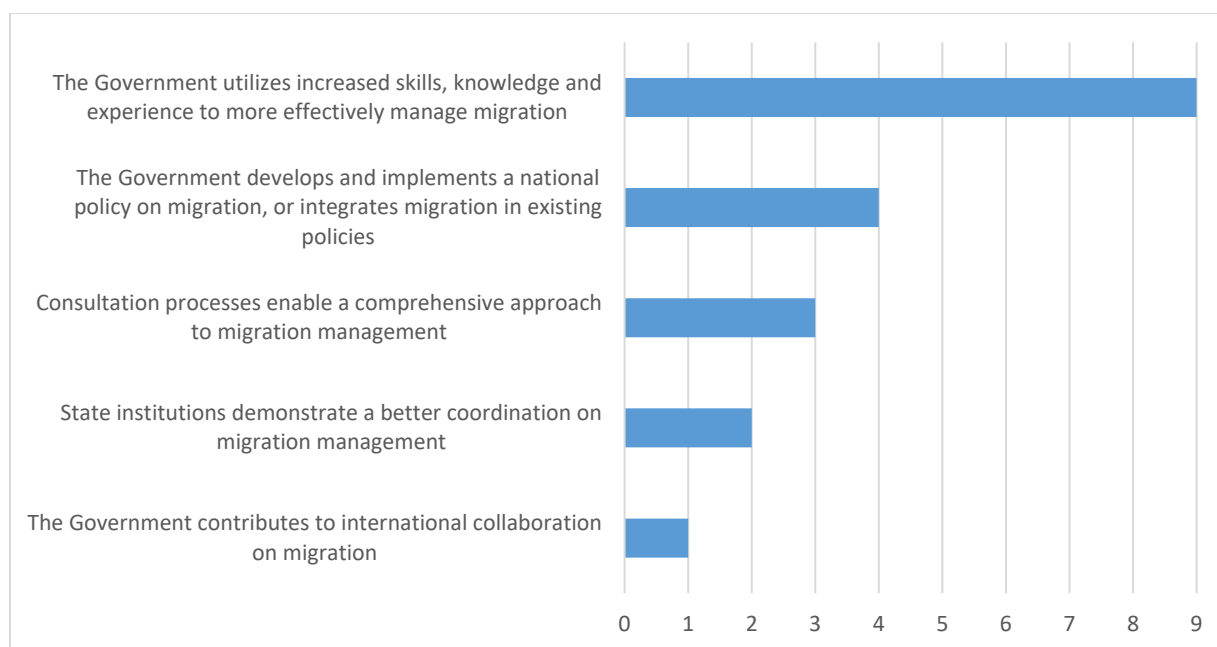 The Government utilizes increased skills, knowledge and
experience to more effectively manage migration
The Government develops and implements a national
policy on migration, or integrates migration in existing
policies
Consultation processes enable a comprehensive approach
to migration management
State institutions demonstrate a better coordination on
migration management
The Government contributes to international collaboration
on migration
0 1 2 3 4 5 6 7 8 9